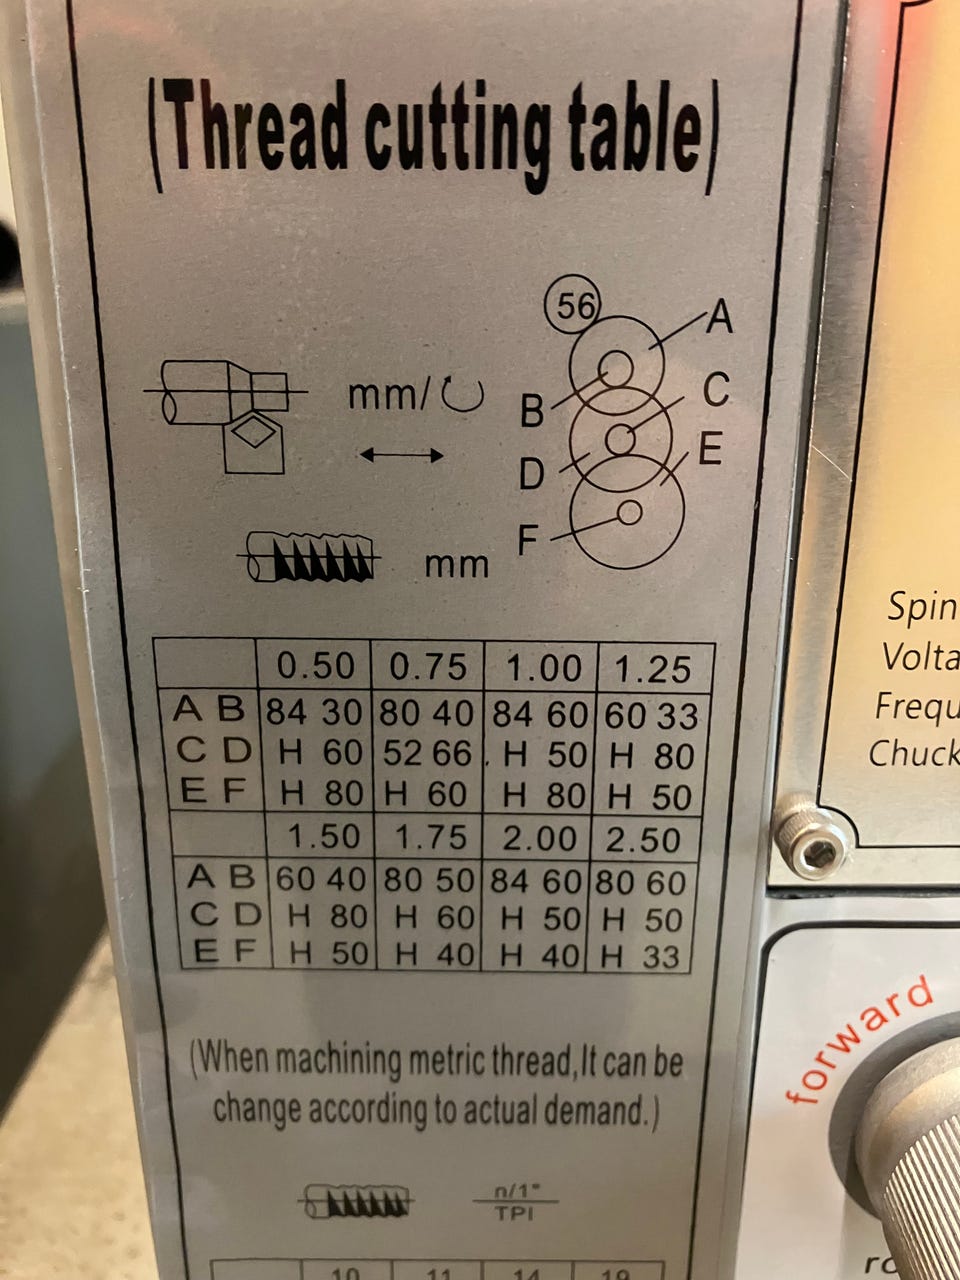 (Thread cutting table)
56
A
mm/
B
C
D
E
F
mm
0.50 0.75 1.00 1.25
A B 84 30 80 40 84 60 60 33
C D H 60 52 66 H 50 H 80
E F H 80 H 60 H 80 H 50
1.50 1.75 2.00 2.50
A B 60 40 80 50 84 60 80 60
C D H 80 H 60 H 50 H 50
E F H 50 H 40 H 40 H 33
(When machining metric thread,It can be
change according to actual demand.)
n/1"
TPI
10 11 14 19
Spin
Volta
Frequ
Chuck
forward